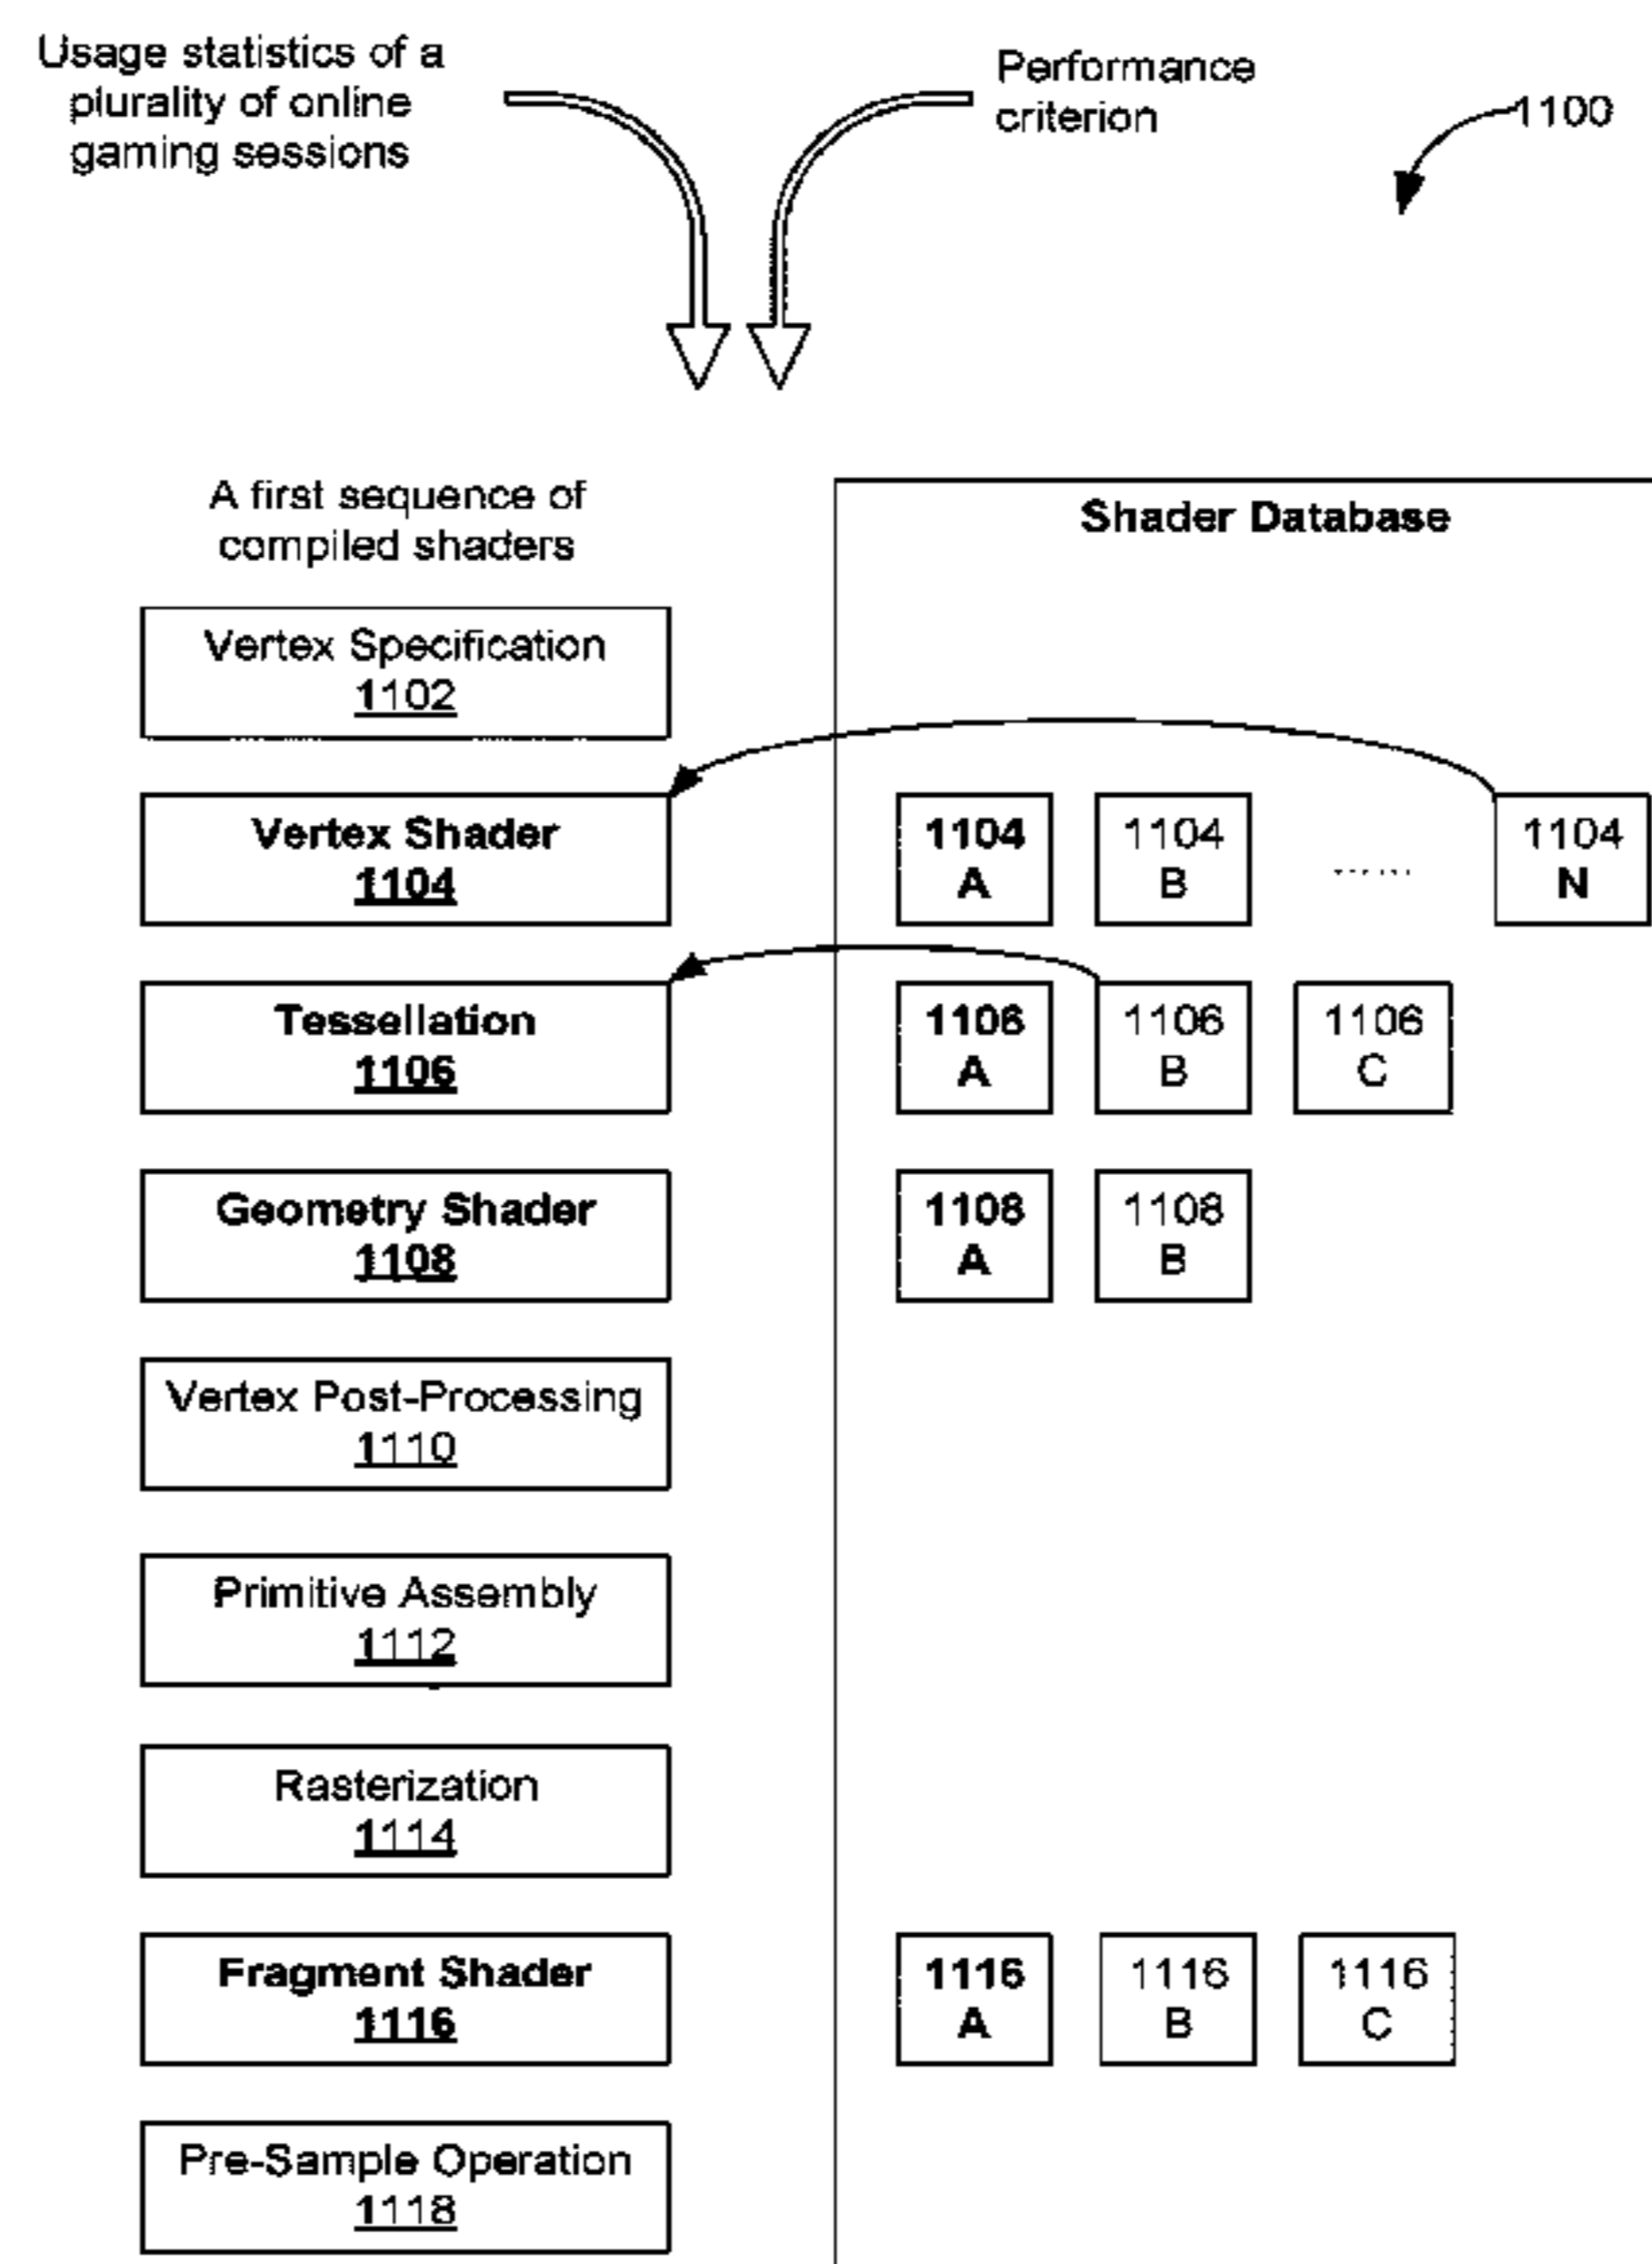 Usage statistics of a
plurality of online
gaming sessions
Performance
criterion
1100
A first sequence of
compiled shaders
Shader Database
Vertex Specification
1102
Vertex Shader
1104
1104
A
1104
B
......
1104
N
Tessellation
1106
1106
A
1106
B
1106
C
Geometry Shader
1108
1108
A
1108
B
Vertex Post-Processing
1110
Primitive Assembly
1112
Rasterization
1114
Fragment Shader
1116
1116
A
1116
B
1116
C
Pre-Sample Operation
1118